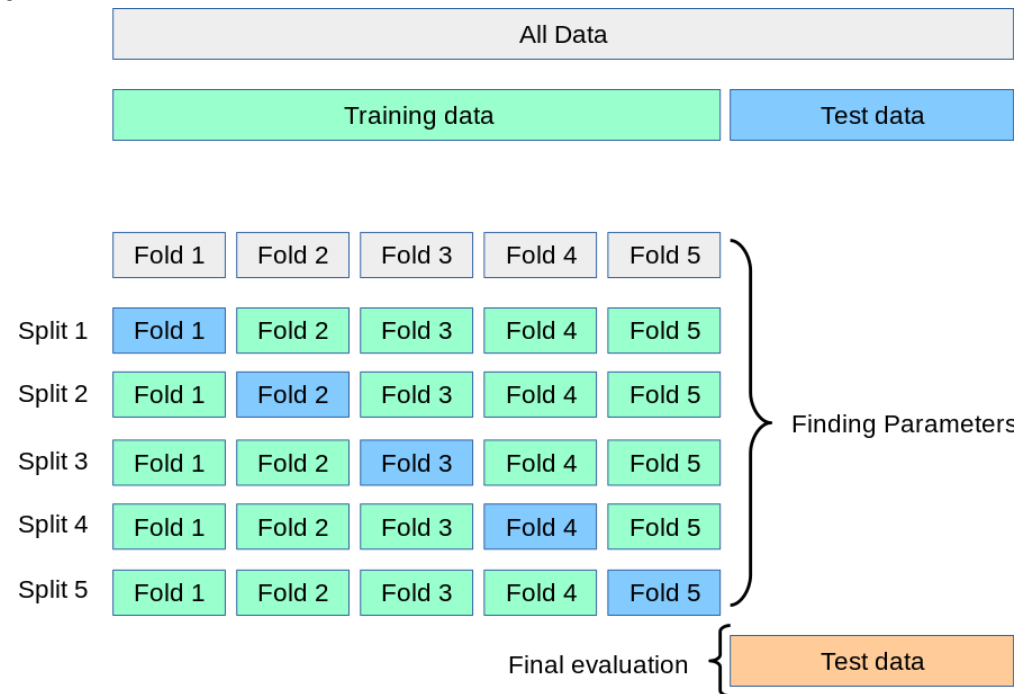 All Data
Training data Test data
Fold 1 Fold 2 Fold 3 Fold 4 Fold 5
Split 1 Fold 1 Fold 2 Fold 3 Fold 4 Fold 5
Split 2 Fold 1 Fold 2 Fold 3 Fold 4 Fold 5
Finding Parameters
Split 3 Fold 1 Fold 2 Fold 3 Fold 4 Fold 5
Split 4 Fold 1 Fold 2 Fold 3 Fold 4 Fold 5
Split 5 Fold 1 Fold 2 Fold 3 Fold 4 Fold 5
Final evaluation Test data